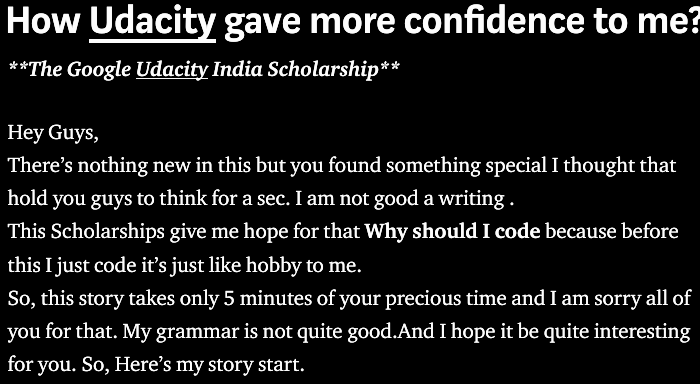 How Udacity gave more confidence to me?
**The Google Udacity India Scholarship**
Hey Guys,
There’s nothing new in this but you found something special I thought that
hold you guys to think for a sec. I am not good a writing .
This Scholarships give me hope for that Why should I code because before
this I just code it’s just like hobby to me.
So, this story takes only 5 minutes of your precious time and I am sorry all of
you for that. My grammar is not quite good.And I hope it be quite interesting
for you. So, Here’s my story start.